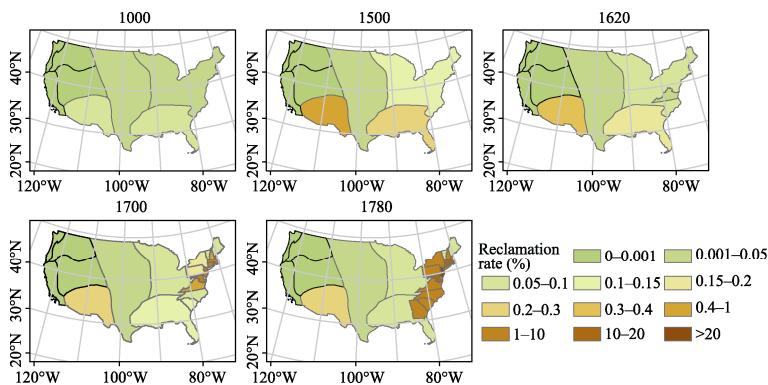 1000
1500
1620
40°N
30°N
20°N
120°W
100°W
80°W
40°N
30°N
20°N
120°W
100°W
80°W
40°N
30°N
20°N
120°W
100°W
80°W
1700
1780
40°N
30°N
20°N
120°W
100°W
80°W
40°N
30°N
20°N
120°W
100°W
80°W
Reclamation
rate (%)
0–0.001
0.001–0.05
0.05–0.1
0.1–0.15
0.15–0.2
0.2–0.3
0.3–0.4
0.4–1
1–10
10–20
>20